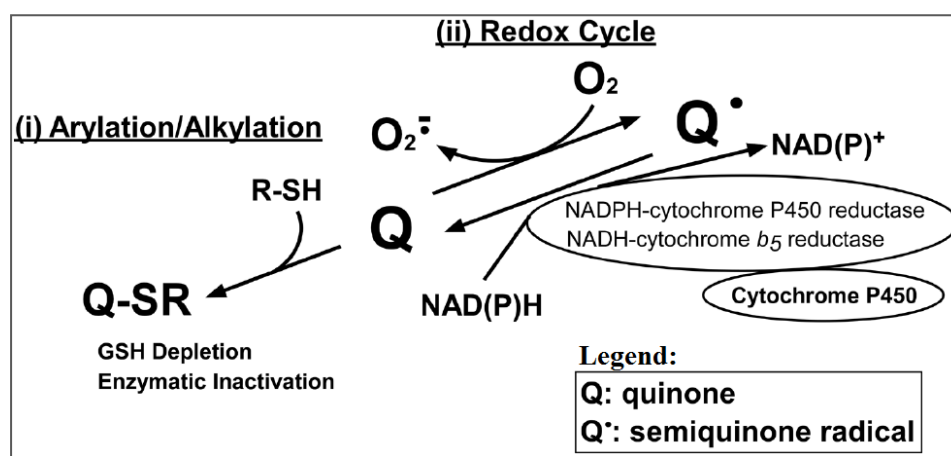 (ii) Redox Cycle
O₂
(i) Arylation/Alkylation
O₂•̄
Q•
NAD(P)⁺
R-SH
Q
NADPH-cytochrome P450 reductase
NADH-cytochrome b5 reductase
Q-SR
NAD(P)H
Cytochrome P450
GSH Depletion
Enzymatic Inactivation
Legend:
Q: quinone
Q•: semiquinone radical